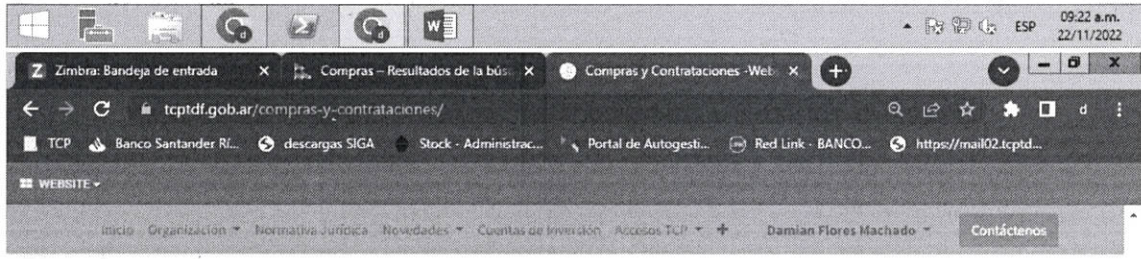 ESP 09:22 a.m.
22/11/2022
Zimbra: Bandeja de entrada Compras – Resultados de la bús Compras y Contrataciones -Web
tcptdf.gob.ar/compras-y-contrataciones/ d
TCP Banco Santander Rí... descargas SIGA Stock - Administrac... Portal de Autogesti... Red Link - BANCO... https://mail02.tcptd...
WEBSITE
Inicio Organización Normativa Jurídica Novedades Cuentas de Inversión Accesos TCP Damian Flores Machado Contáctenos